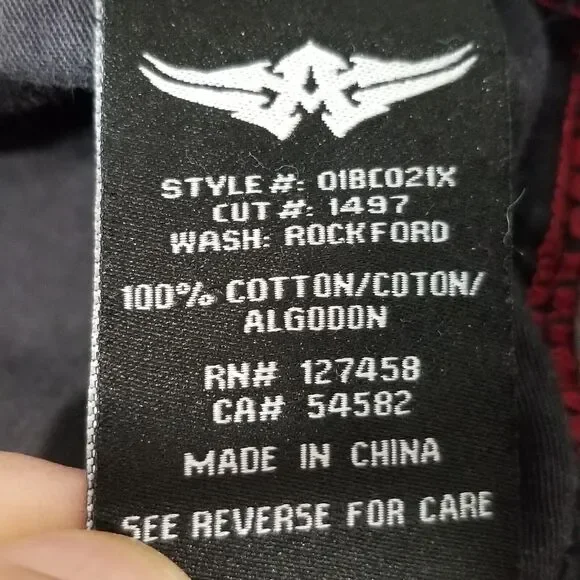 STYLE #: 01BC021X
CUT #: 1497
WASH: ROCKFORD
100% COTTON/COTON/
ALGODON
RN# 127458
CA# 54582
MADE IN CHINA
SEE REVERSE FOR CARE